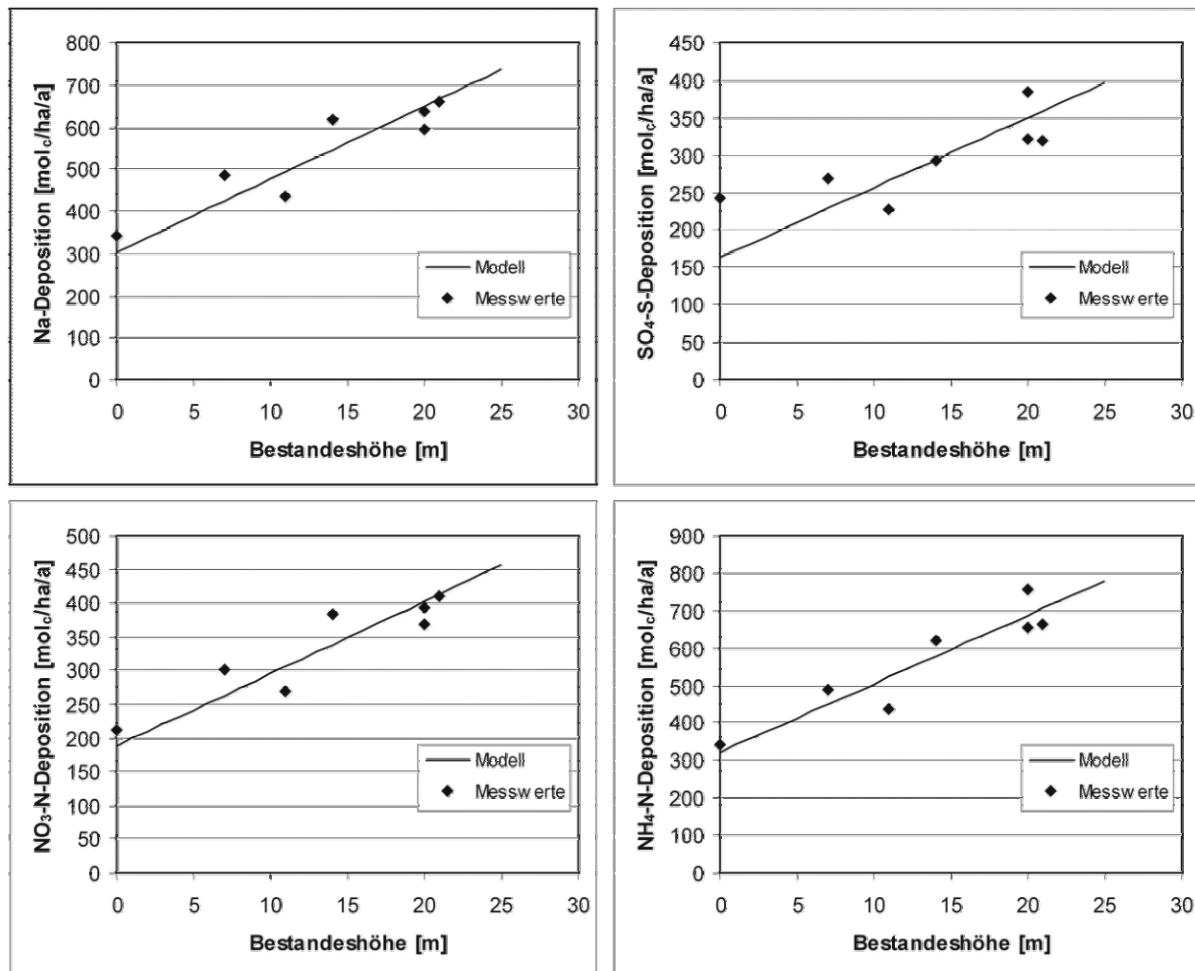 Na-Deposition [molc/ha/a]
800
700
600
500
400
300
200
100
0
Modell
Messwerte
0 5 10 15 20 25 30
Bestandeshöhe [m]
SO₄-S-Deposition [molc/ha/a]
450
400
350
300
250
200
150
100
50
0
Modell
Messwerte
0 5 10 15 20 25 30
Bestandeshöhe [m]
NO₃-N-Deposition [molc/ha/a]
500
450
400
350
300
250
200
150
100
50
0
Modell
Messwerte
0 5 10 15 20 25 30
Bestandeshöhe [m]
NH₄-N-Deposition [molc/ha/a]
900
800
700
600
500
400
300
200
100
0
Modell
Messwerte
0 5 10 15 20 25 30
Bestandeshöhe [m]